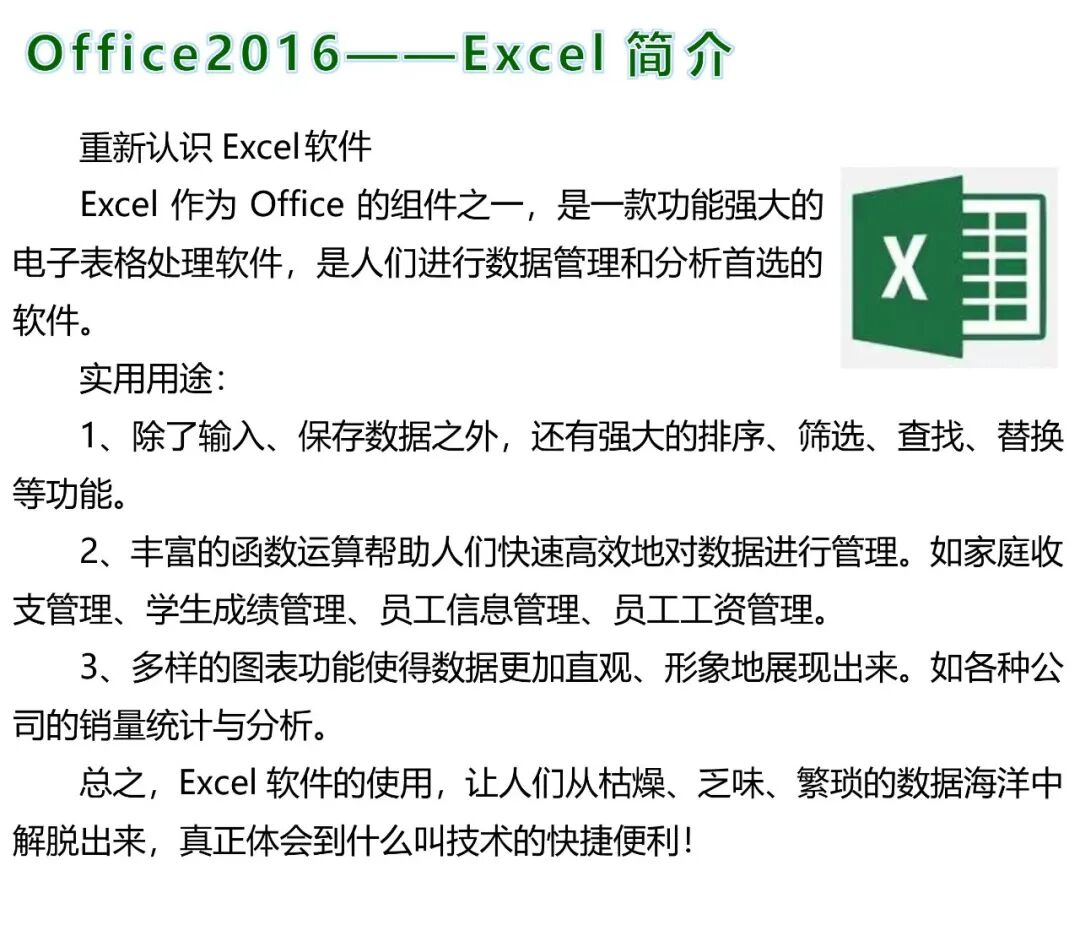 Office2016——Excel 简介
重新认识 Excel软件
Excel 作为 Office 的组件之一，是一款功能强大的
电子表格处理软件，是人们进行数据管理和分析首选的
软件。
X
实用用途：
1、除了输入、保存数据之外，还有强大的排序、筛选、查找、替换
等功能。
2、丰富的函数运算帮助人们快速高效地对数据进行管理。如家庭收
支管理、学生成绩管理、员工信息管理、员工工资管理。
3、多样的图表功能使得数据更加直观、形象地展现出来。如各种公
司的销量统计与分析。
总之，Excel 软件的使用，让人们从枯燥、乏味、繁琐的数据海洋中
解脱出来，真正体会到什么叫技术的快捷便利！